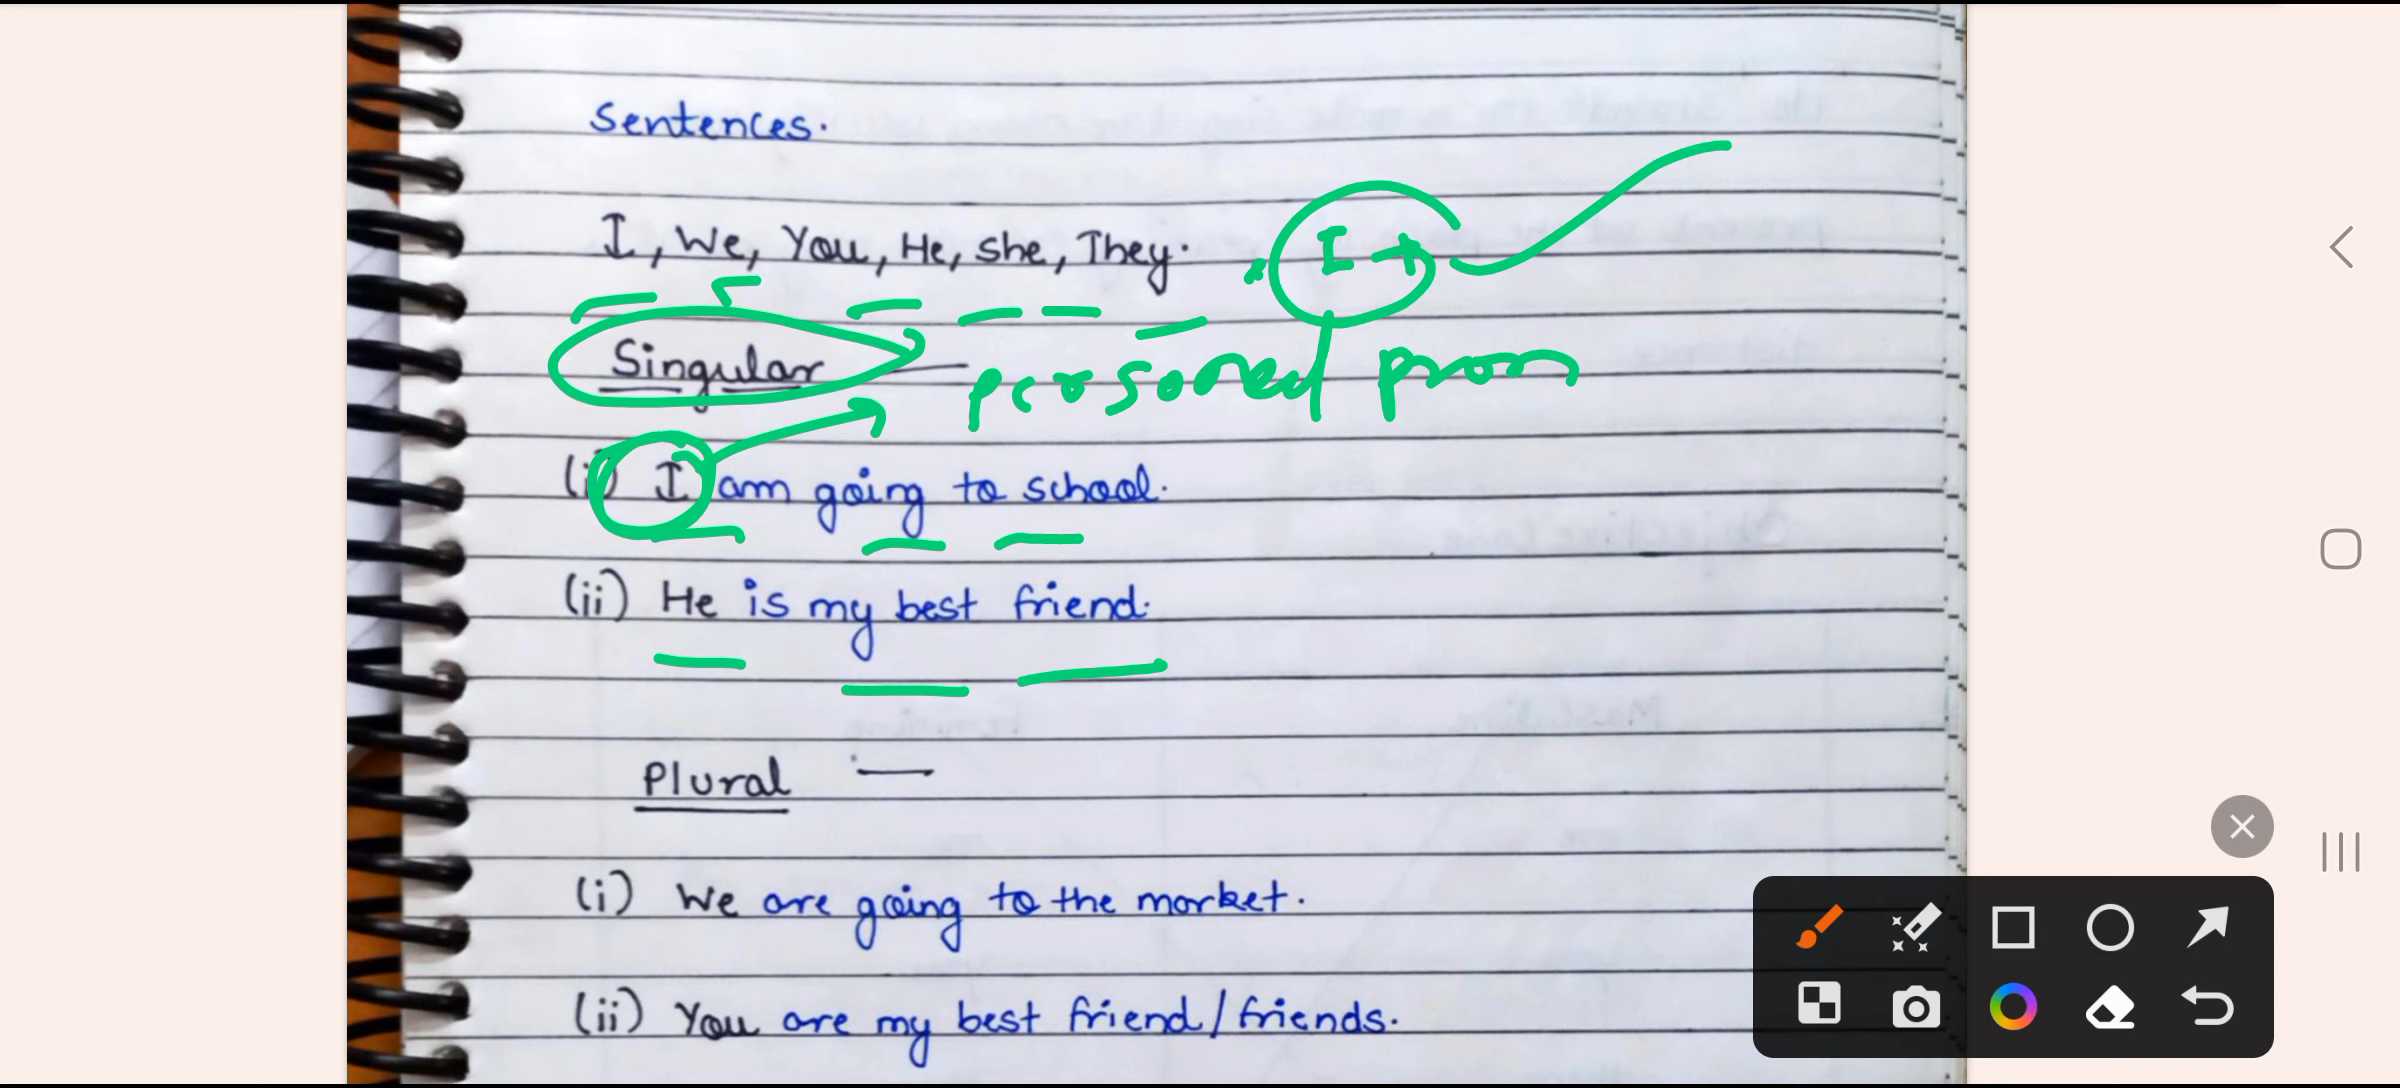 Sentences.
I, We, You, He, she, They. I +
Singular — personal pron
(i) I am going to school.
(ii) He is my best friend.
Plural —
(i) We are going to the market.
(ii) You are my best friend/friends.